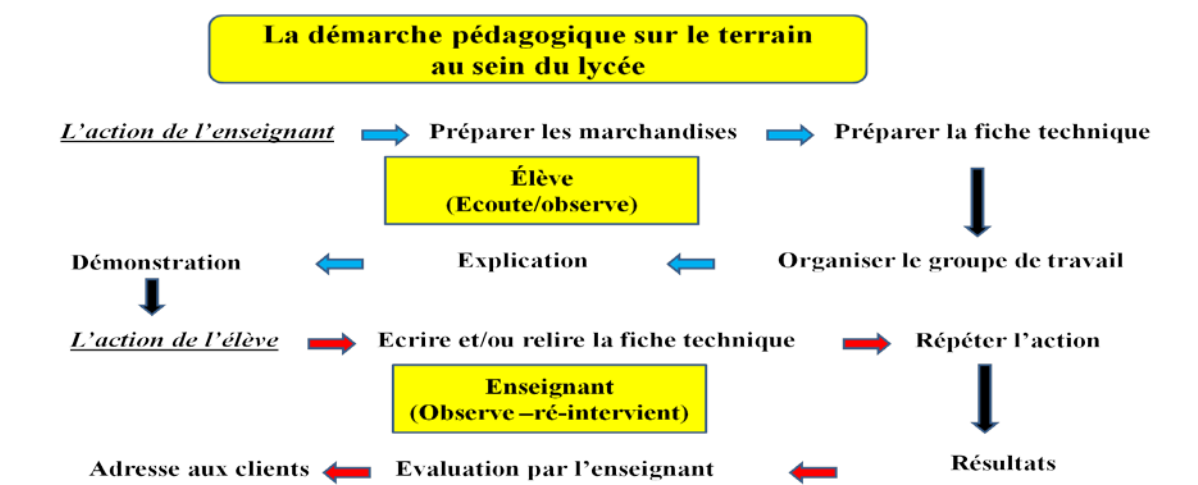 La démarche pédagogique sur le terrain
au sein du lycée
L'action de l'enseignant
Préparer les marchandises
Préparer la fiche technique
Élève
(Ecoute/observe)
Organiser le groupe de travail
Explication
Démonstration
L'action de l'élève
Ecrire et/ou relire la fiche technique
Répéter l'action
Enseignant
(Observe –ré-intervient)
Résultats
Evaluation par l'enseignant
Adresse aux clients